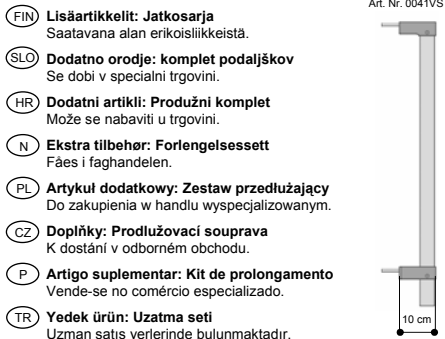 Art. Nr. 0041VS
FIN Lisäartikkelit: Jatkosarja
Saatavana alan erikoisliikkeistä.
SLO Dodatno orodje: komplet podaljškov
Se dobi v specialni trgovini.
HR Dodatni artikli: Produžni komplet
Može se nabaviti u trgovini.
N Ekstra tilbehør: Forlengelsessett
Fåes i faghandelen.
PL Artykuł dodatkowy: Zestaw przedłużający
Do zakupienia w handlu wyspecjalizowanym.
CZ Doplňky: Prodlužovací souprava
K dostání v odborném obchodu.
P Artigo suplementar: Kit de prolongamento
Vende-se no comércio especializado.
TR Yedek ürün: Uzatma seti
Uzman satış yerlerinde bulunmaktadır.
10 cm